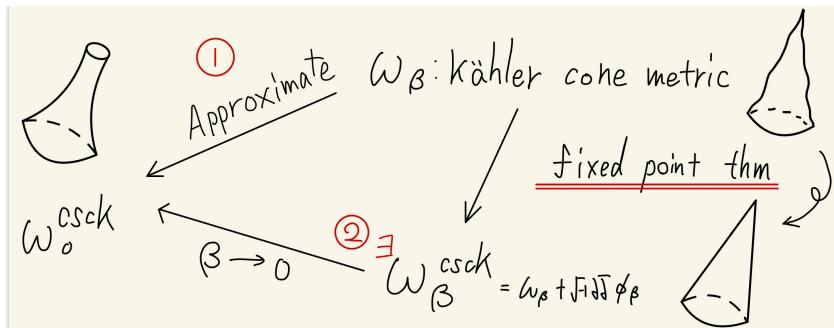 ①
Approximate
ω_β : kähler cone metric
fixed point thm
ω_0^{cscK}
② ∃
β → 0
ω_β^{cscK} = ω_β + √-1 ∂∂̄ φ_β